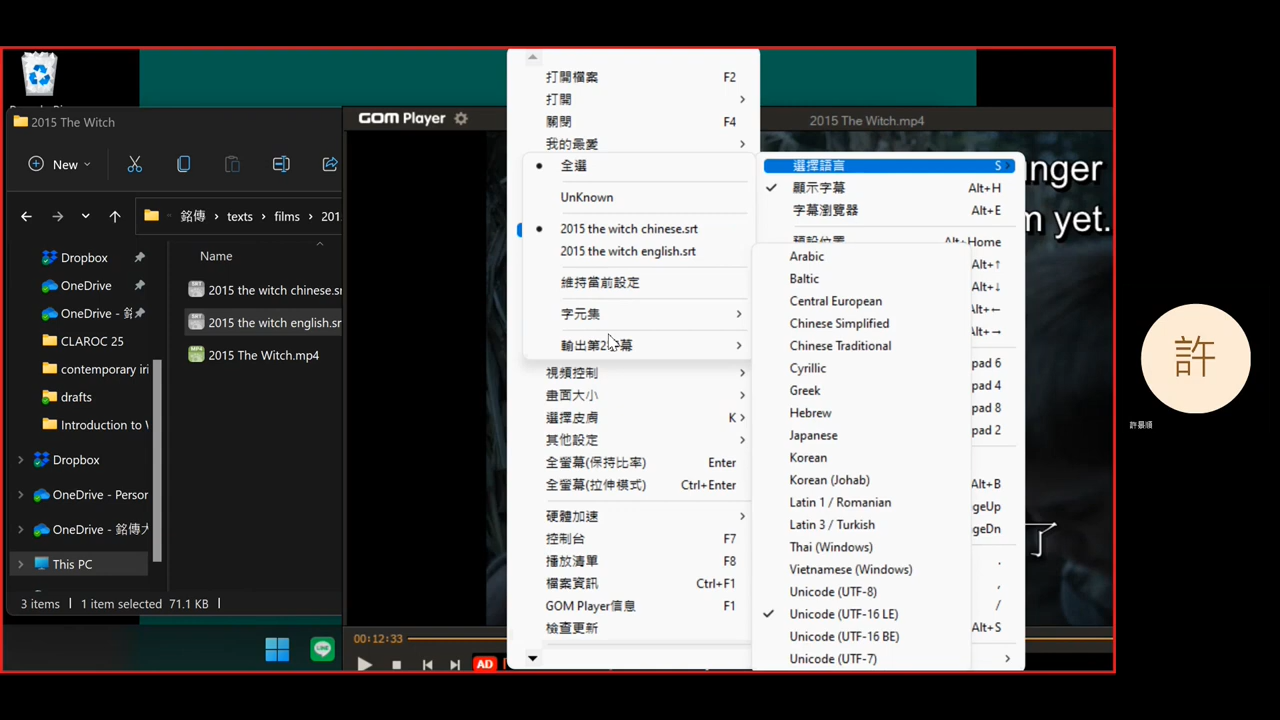 2015 The Witch
New
銘傳
texts
films
201
Dropbox
OneDrive
OneDrive - 銘
CLAROC 25
contemporary iri
drafts
Introduction to
Dropbox
OneDrive - Person
OneDrive - 銘傳大
This PC
Name
2015 the witch chinese.sr
2015 the witch english.sr
2015 The Witch.mp4
3 items
1 item selected 71.1 KB
GOM Player
2015 The Witch.mp4
00:12:33
AD
打開檔案 F2
打開
關閉 F4
我的最愛
全選
UnKnown
2015 the witch chinese.srt
2015 the witch english.srt
維持當前設定
字元集
輸出第2字幕
視頻控制
畫面大小
選擇皮膚 K
其他設定
全螢幕(保持比率) Enter
全螢幕(拉伸模式) Ctrl+Enter
硬體加速
控制台 F7
播放清單 F8
檔案資訊 Ctrl+F1
GOM Player信息 F1
檢查更新
選擇語言 S
顯示字幕 Alt+H
字幕瀏覽器 Alt+E
預設位置 Alt+Home
Alt+↑
Alt+↓
Alt+←
Alt+→
pad 6
pad 4
pad 8
pad 2
Alt+B
geUp
geDn
.
,
/
Alt+S
Arabic
Baltic
Central European
Chinese Simplified
Chinese Traditional
Cyrillic
Greek
Hebrew
Japanese
Korean
Korean (Johab)
Latin 1 / Romanian
Latin 3 / Turkish
Thai (Windows)
Vietnamese (Windows)
Unicode (UTF-8)
Unicode (UTF-16 LE)
Unicode (UTF-16 BE)
Unicode (UTF-7)
nger
m yet.
了
許
許景順